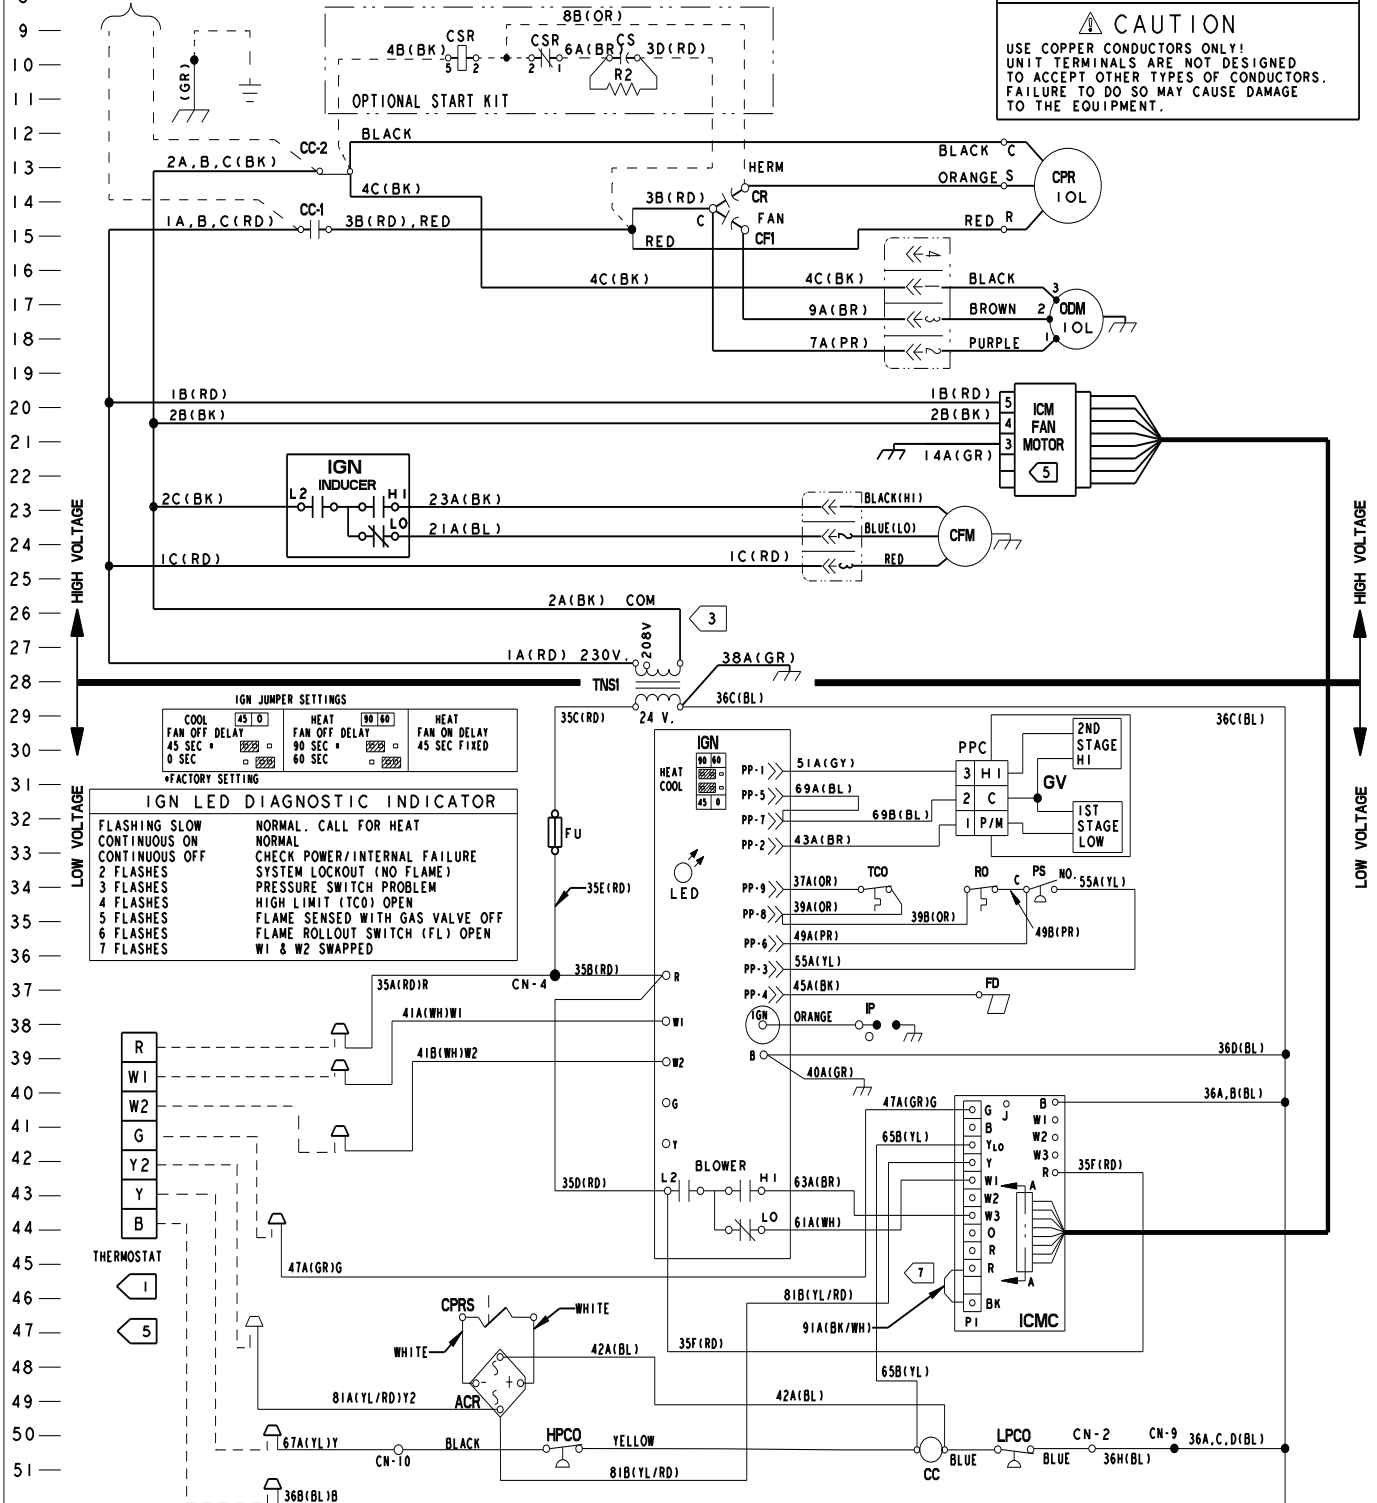 9
10
11
12
13
14
15
16
17
18
19
20
21
22
23
24
25
26
27
28
29
30
31
32
33
34
35
36
37
38
39
40
41
42
43
44
45
46
47
48
49
50
51
(GR)
8B(OR)
4B(BK)
CSR
5
2
CSR
2
1
6A(BR)
CS
3D(RD)
R2
OPTIONAL START KIT
CAUTION
USE COPPER CONDUCTORS ONLY!
UNIT TERMINALS ARE NOT DESIGNED
TO ACCEPT OTHER TYPES OF CONDUCTORS.
FAILURE TO DO SO MAY CAUSE DAMAGE
TO THE EQUIPMENT.
CC-2
BLACK
2A,B,C(BK)
4C(BK)
BLACK C
HERM
ORANGE S
CPR
10L
CR
3B(RD)
C
FAN
CF1
RED R
1A,B,C(RD)
CC-1
3B(RD),RED
RED
4
4C(BK)
4C(BK)
1
BLACK
3
9A(BR)
3
BROWN
2
ODM
10L
7A(PR)
2
PURPLE
1
1B(RD)
1B(RD)
5
2B(BK)
2B(BK)
4
14A(GR)
3
ICM
FAN
MOTOR
5
IGN
INDUCER
2C(BK)
L2
HI
LO
23A(BK)
21A(BL)
1C(RD)
1C(RD)
BLACK(HI)
2
BLUE(LO)
3
RED
CFM
HIGH VOLTAGE
HIGH VOLTAGE
2A(BK) COM
3
208V
1A(RD) 230V.
38A(GR)
TNS1
24 V.
35C(RD)
36C(BL)
36C(BL)
LOW VOLTAGE
LOW VOLTAGE
IGN JUMPER SETTINGS
COOL 45 0
FAN OFF DELAY
45 SEC *
0 SEC
HEAT 90 60
FAN OFF DELAY
90 SEC *
60 SEC
HEAT
FAN ON DELAY
45 SEC FIXED
*FACTORY SETTING
IGN LED DIAGNOSTIC INDICATOR
FLASHING SLOW NORMAL. CALL FOR HEAT
CONTINUOUS ON NORMAL
CONTINUOUS OFF CHECK POWER/INTERNAL FAILURE
2 FLASHES SYSTEM LOCKOUT (NO FLAME)
3 FLASHES PRESSURE SWITCH PROBLEM
4 FLASHES HIGH LIMIT (TCO) OPEN
5 FLASHES FLAME SENSED WITH GAS VALVE OFF
6 FLASHES FLAME ROLLOUT SWITCH (FL) OPEN
7 FLASHES W1 & W2 SWAPPED
FU
35E(RD)
35B(RD)
CN-4
35A(RD)R
41A(WH)W1
41B(WH)W2
IGN
90 60
HEAT
COOL
45 0
LED
R
W1
W2
G
Y
PP-1
51A(GY)
PP-5
69A(BL)
PP-7
69B(BL)
PP-2
43A(BR)
PPC
3 HI
2 C
1 P/M
GV
2ND
STAGE
HI
1ST
STAGE
LOW
PP-9
37A(OR)
TCO
PP-8
39A(OR)
39B(OR)
RO
C
PS
NO.
55A(YL)
49B(PR)
PP-6
49A(PR)
PP-3
55A(YL)
PP-4
45A(BK)
FD
IGN
ORANGE
IP
B
40A(GR)
36D(BL)
36A,B(BL)
R
W1
W2
G
Y2
Y
B
THERMOSTAT
1
5
BLOWER
35D(RD)
L2
HI
LO
63A(BR)
61A(WH)
47A(GR)G
65B(YL)
G
B
YLO
Y
W1
W2
W3
O
R
R
BK
P1
J
B
W1
W2
W3
R
35F(RD)
A
A
ICMC
7
91A(BK/WH)
47A(GR)G
81B(YL/RD)
CPRS
WHITE
WHITE
ACR
-
+
42A(BL)
35F(RD)
65B(YL)
42A(BL)
81A(YL/RD)Y2
67A(YL)Y
CN-10
BLACK
HPCO
YELLOW
81B(YL/RD)
CC
BLUE
LPCO
BLUE
CN-2
36H(BL)
CN-9
36A,C,D(BL)
36B(BL)B